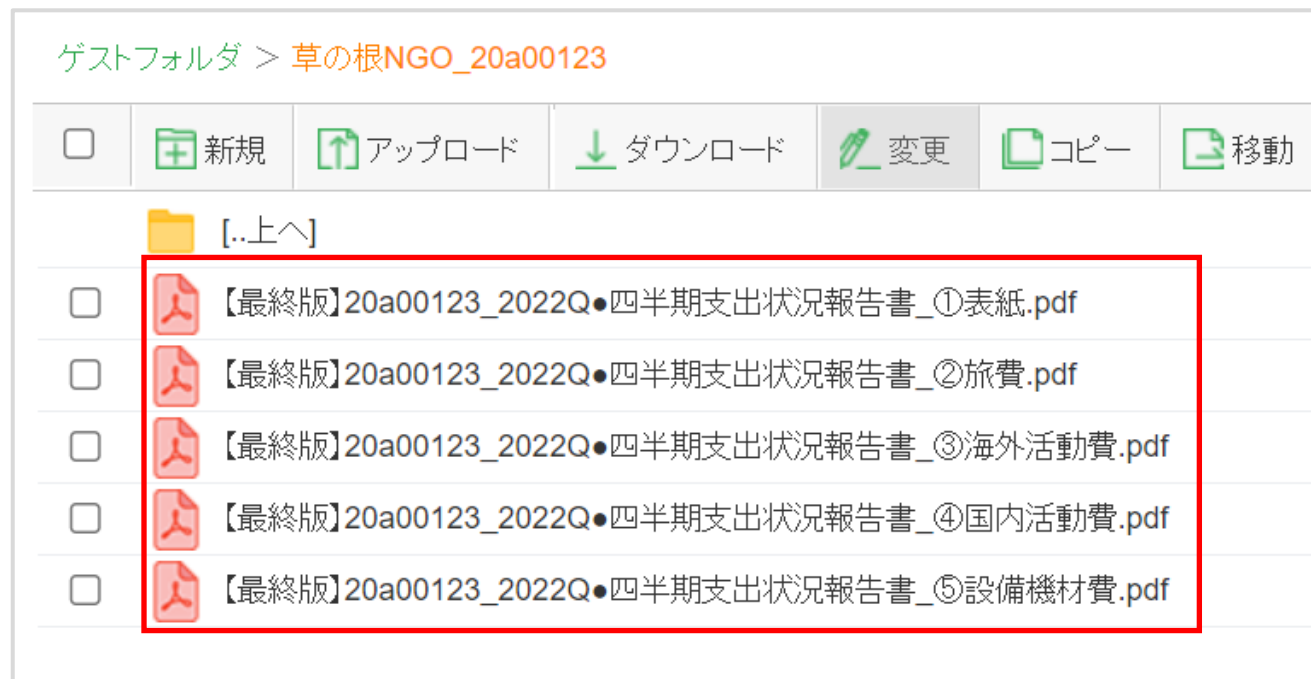 ゲストフォルダ > 草の根NGO_20a00123
新規 アップロード ダウンロード 変更 コピー 移動
[..上へ]
【最終版】20a00123_2022Q●四半期支出状況報告書_①表紙.pdf
【最終版】20a00123_2022Q●四半期支出状況報告書_②旅費.pdf
【最終版】20a00123_2022Q●四半期支出状況報告書_③海外活動費.pdf
【最終版】20a00123_2022Q●四半期支出状況報告書_④国内活動費.pdf
【最終版】20a00123_2022Q●四半期支出状況報告書_⑤設備機材費.pdf